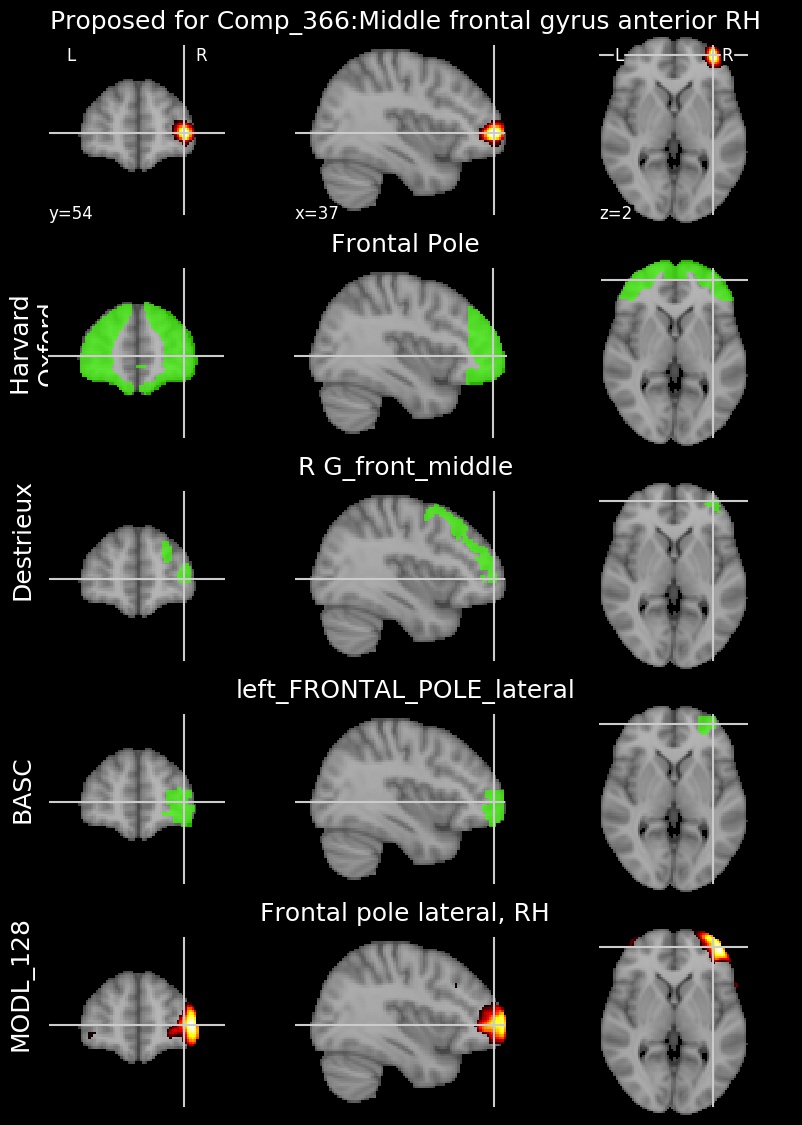 Proposed for Comp_366:Middle frontal gyrus anterior RH
L R
L R
y=54
x=37
z=2
Frontal Pole
Harvard
Oxford
R G_front_middle
Destrieux
left_FRONTAL_POLE_lateral
BASC
Frontal pole lateral, RH
MODL_128